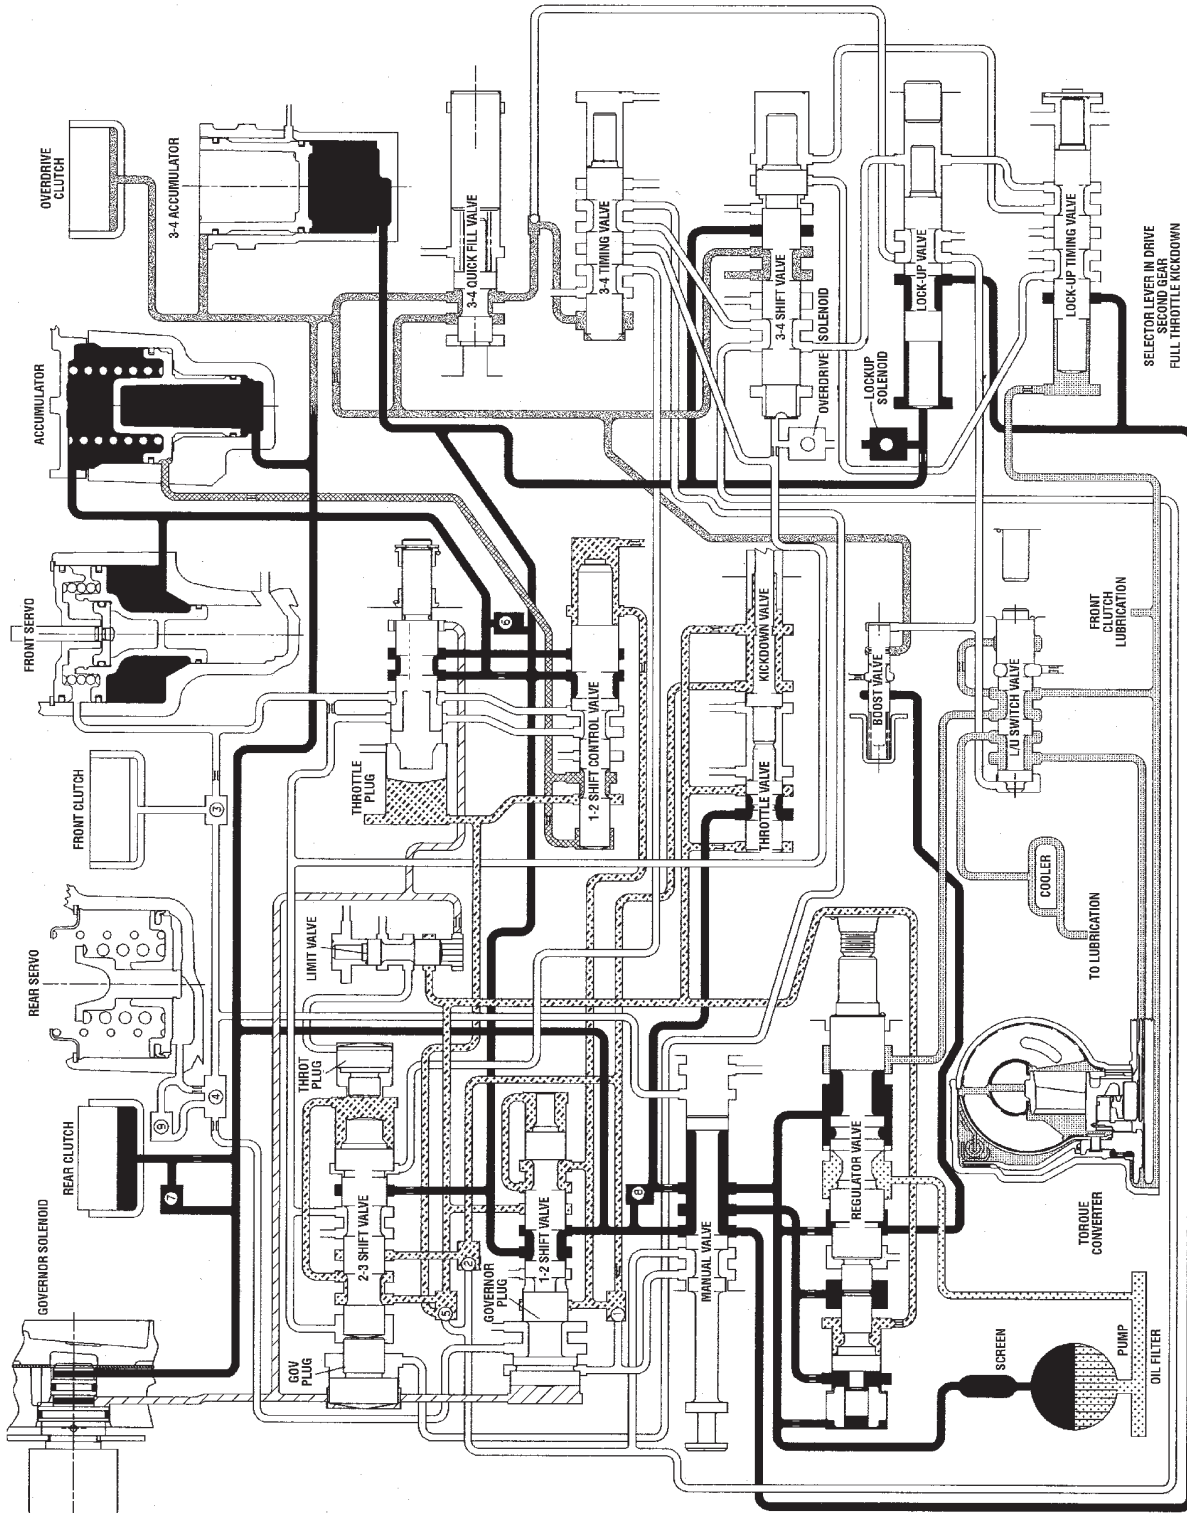 OVERDRIVE
CLUTCH
3-4 ACCUMULATOR
3-4 QUICK FILL VALVE
3-4 TIMING VALVE
3-4 SHIFT VALVE
OVERDRIVE SOLENOID
LOCKUP
SOLENOID
LOCK-UP VALVE
LOCK-UP TIMING VALVE
SELECTOR LEVER IN DRIVE
SECOND GEAR
FULL THROTTLE KICKDOWN
ACCUMULATOR
FRONT SERVO
6
1-2 SHIFT CONTROL VALVE
THROTTLE
PLUG
KICKDOWN VALVE
THROTTLE VALVE
BOOST VALVE
L/U SWITCH VALVE
FRONT
CLUTCH
LUBRICATION
FRONT CLUTCH
3
REAR SERVO
LIMIT VALVE
COOLER
TO LUBRICATION
REAR CLUTCH
9
4
7
THROT
PLUG
2-3 SHIFT VALVE
GOV
PLUG
2
5
1-2 SHIFT VALVE
GOVERNOR
PLUG
1
8
MANUAL VALVE
REGULATOR VALVE
TORQUE
CONVERTER
GOVERNOR SOLENOID
SCREEN
PUMP
OIL FILTER